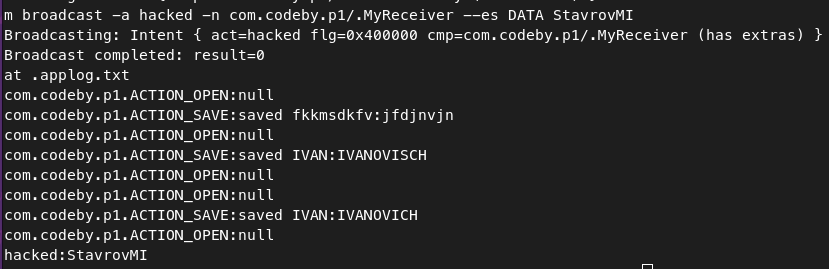 m broadcast -a hacked -n com.codeby.p1/.MyReceiver --es DATA StavrovMI
Broadcasting: Intent { act=hacked flg=0x400000 cmp=com.codeby.p1/.MyReceiver (has extras) }
Broadcast completed: result=0
at .applog.txt
com.codeby.p1.ACTION_OPEN:null
com.codeby.p1.ACTION_SAVE:saved fkkmsdkfv:jfdjnvjn
com.codeby.p1.ACTION_OPEN:null
com.codeby.p1.ACTION_SAVE:saved IVAN:IVANOVISCH
com.codeby.p1.ACTION_OPEN:null
com.codeby.p1.ACTION_OPEN:null
com.codeby.p1.ACTION_SAVE:saved IVAN:IVANOVICH
com.codeby.p1.ACTION_OPEN:null
hacked:StavrovMI